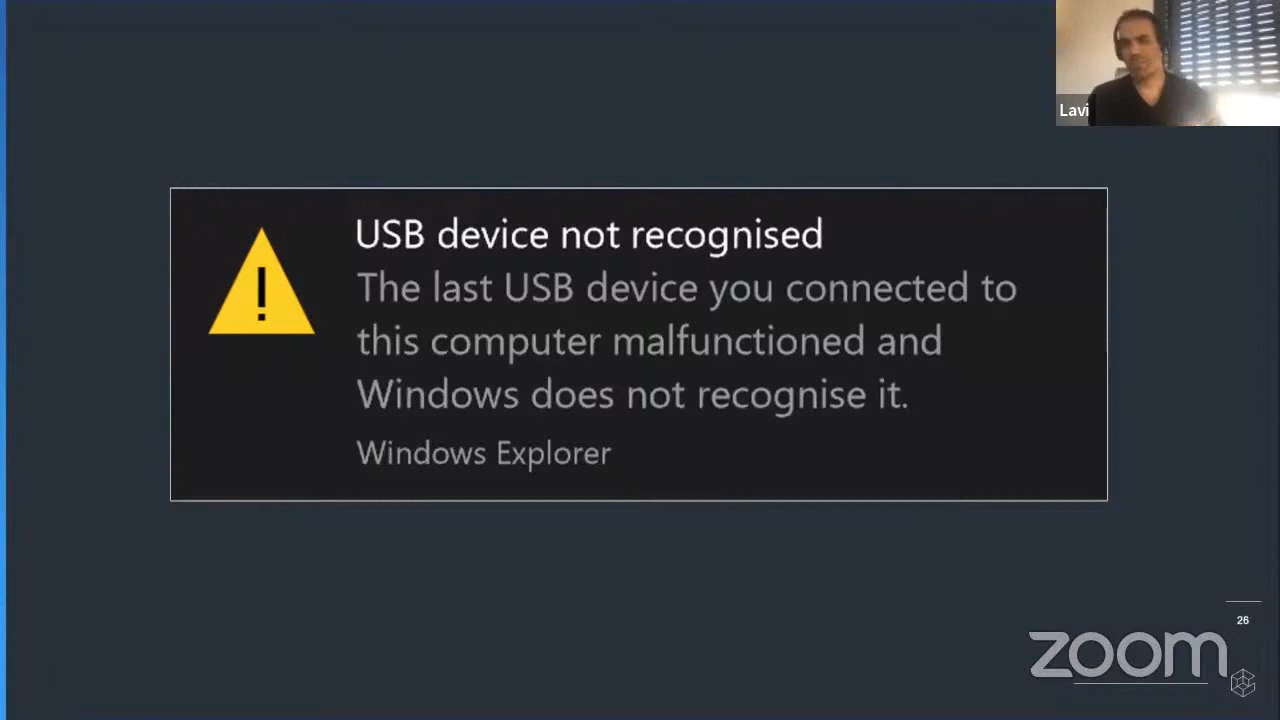 Lavi
USB device not recognised
The last USB device you connected to
this computer malfunctioned and
Windows does not recognise it.
Windows Explorer
26
zoom